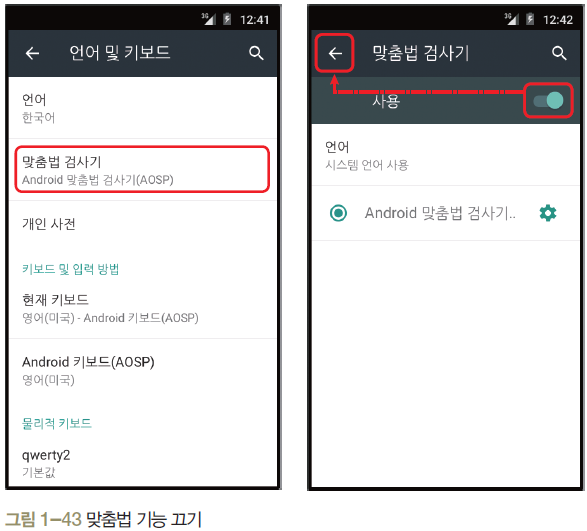 3G 12:41
언어 및 키보드
언어
한국어
맞춤법 검사기
Android 맞춤법 검사기(AOSP)
개인 사전
키보드 및 입력 방법
현재 키보드
영어(미국) - Android 키보드(AOSP)
Android 키보드(AOSP)
영어(미국)
물리적 키보드
qwerty2
기본값
3G 12:42
맞춤법 검사기
사용
언어
시스템 언어 사용
Android 맞춤법 검사기..
그림 1-43 맞춤법 기능 끄기